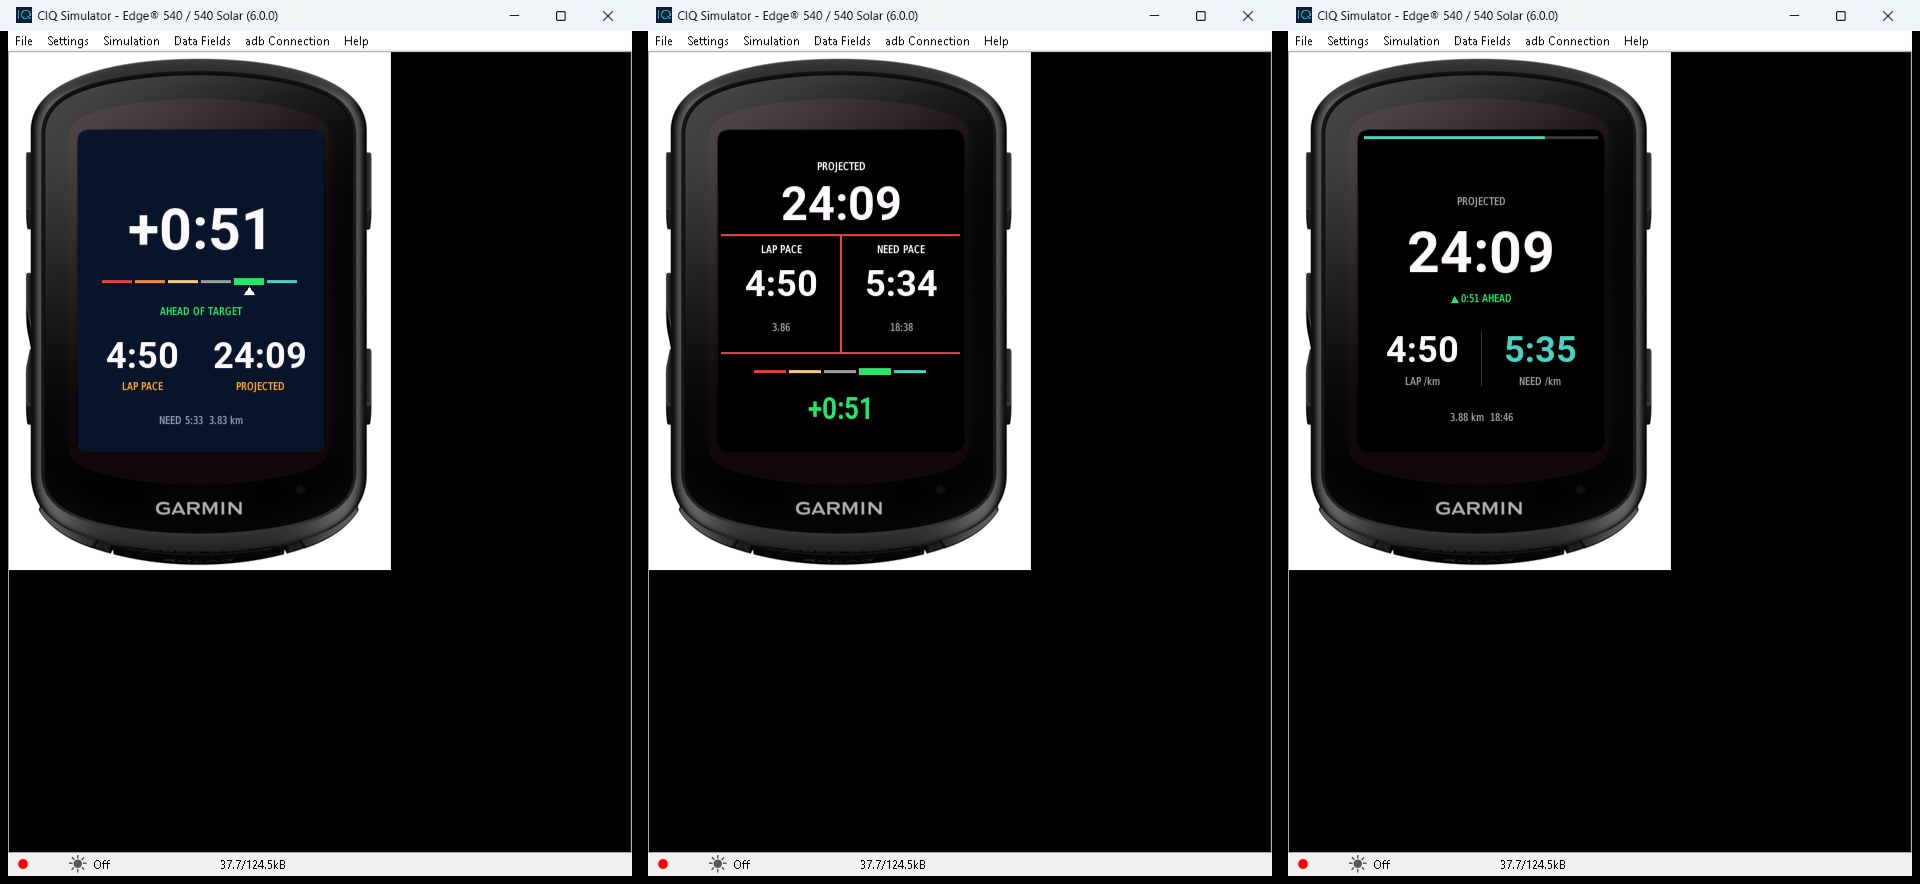 CIQ Simulator - Edge® 540 / 540 Solar (6.0.0)
File Settings Simulation Data Fields adb Connection Help
+0:51
AHEAD OF TARGET
4:50 24:09
LAP PACE PROJECTED
NEED 5:33 3.83 km
GARMIN
Off 37.7/124.5kB
CIQ Simulator - Edge® 540 / 540 Solar (6.0.0)
File Settings Simulation Data Fields adb Connection Help
PROJECTED
24:09
LAP PACE NEED PACE
4:50 5:34
3.86 18:38
+0:51
GARMIN
Off 37.7/124.5kB
CIQ Simulator - Edge® 540 / 540 Solar (6.0.0)
File Settings Simulation Data Fields adb Connection Help
PROJECTED
24:09
▲0:51 AHEAD
4:50 5:35
LAP /km NEED /km
3.88 km 18:46
GARMIN
Off 37.7/124.5kB